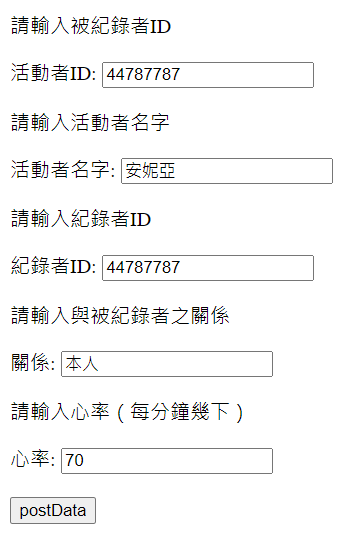 請輸入被紀錄者ID
活動者ID: 44787787
請輸入活動者名字
活動者名字: 安妮亞
請輸入紀錄者ID
紀錄者ID: 44787787
請輸入與被紀錄者之關係
關係: 本人
請輸入心率（每分鐘幾下）
心率: 70
postData